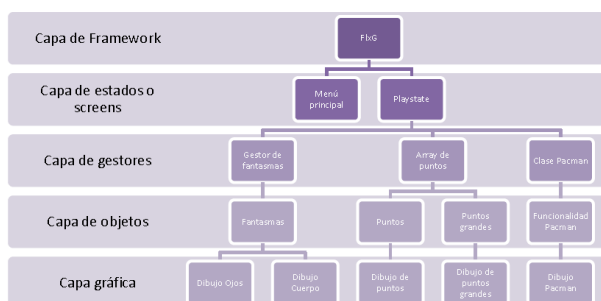 Capa de Framework
FlxG
Capa de estados o
screens
Menú
principal
Playstate
Capa de gestores
Gestor de
fantasmas
Array de
puntos
Clase Pacman
Capa de objetos
Fantasmas
Puntos
Puntos
grandes
Funcionalidad
Pacman
Capa gráfica
Dibujo Ojos
Dibujo
Cuerpo
Dibujo de
puntos
Dibujo de
puntos
grandes
Dibujo
Pacman